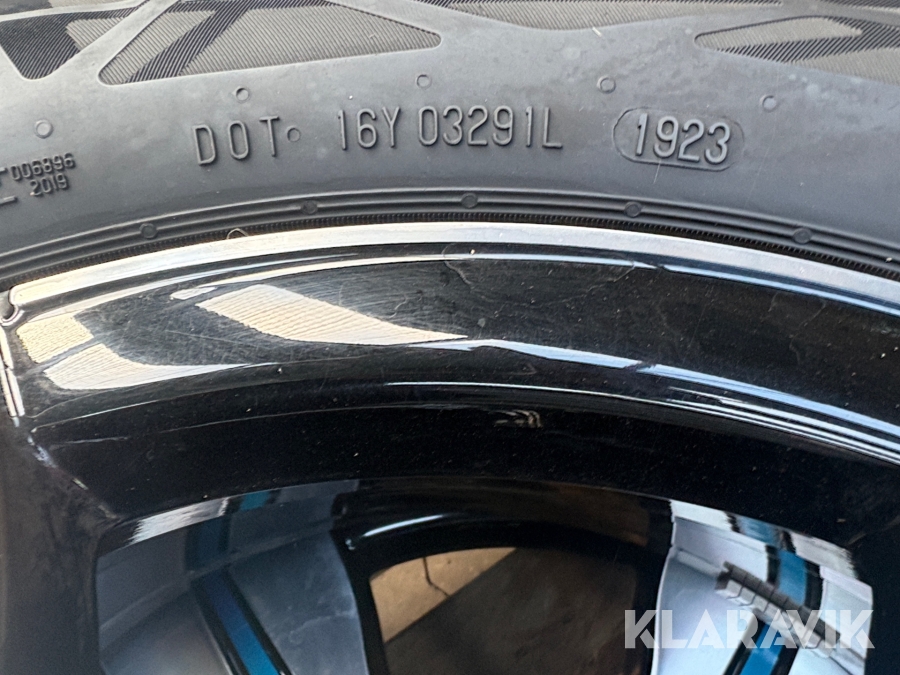 DOT 16Y 03291L 1923
006896
2019
KLARAVIK